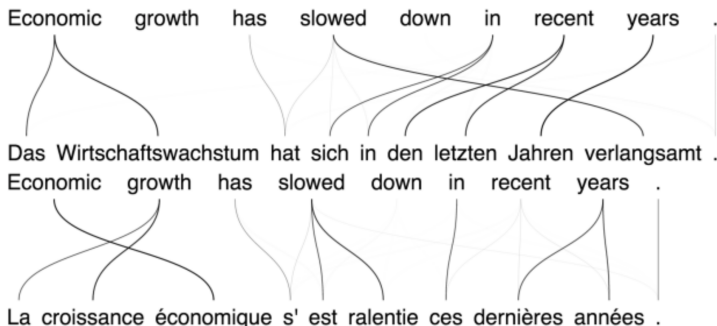 Economic growth has slowed down in recent years .
Das Wirtschaftswachstum hat sich in den letzten Jahren verlangsamt .
Economic growth has slowed down in recent years .
La croissance économique s' est ralentie ces dernières années .